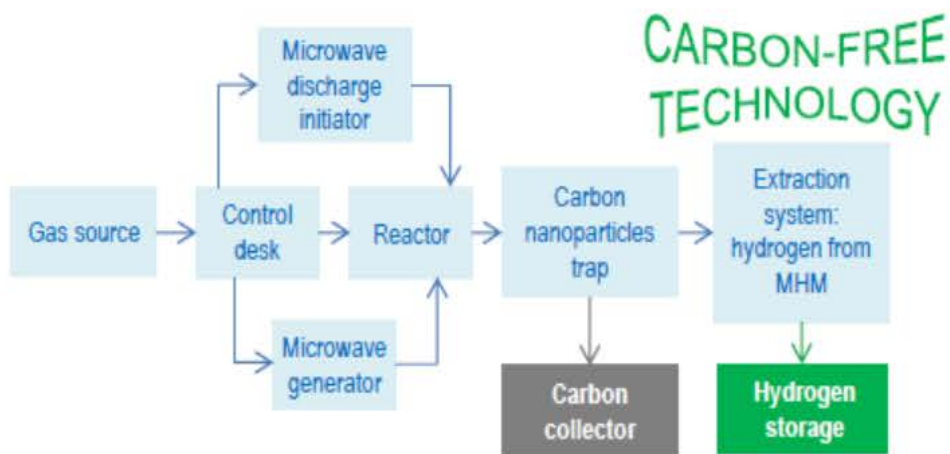 CARBON-FREE
TECHNOLOGY
Microwave
discharge
initiator
Gas source
Control
desk
Reactor
Carbon
nanoparticles
trap
Extraction
system:
hydrogen from
MHM
Microwave
generator
Carbon
collector
Hydrogen
storage